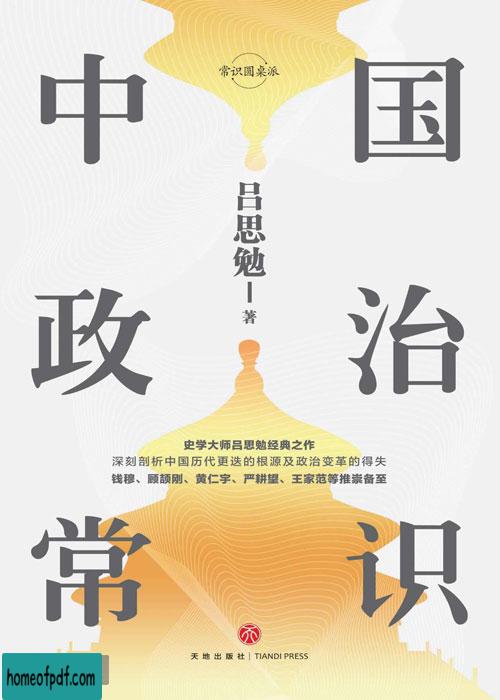 常识圆桌派
中国
吕思勉 著
政治
史学大师吕思勉经典之作
深刻剖析中国历代更迭的根源及政治变革的得失
钱穆、顾颉刚、黄仁宇、严耕望、王家范等推崇备至
常识
天地出版社 | TIANDI PRESS
homeofpdf.com